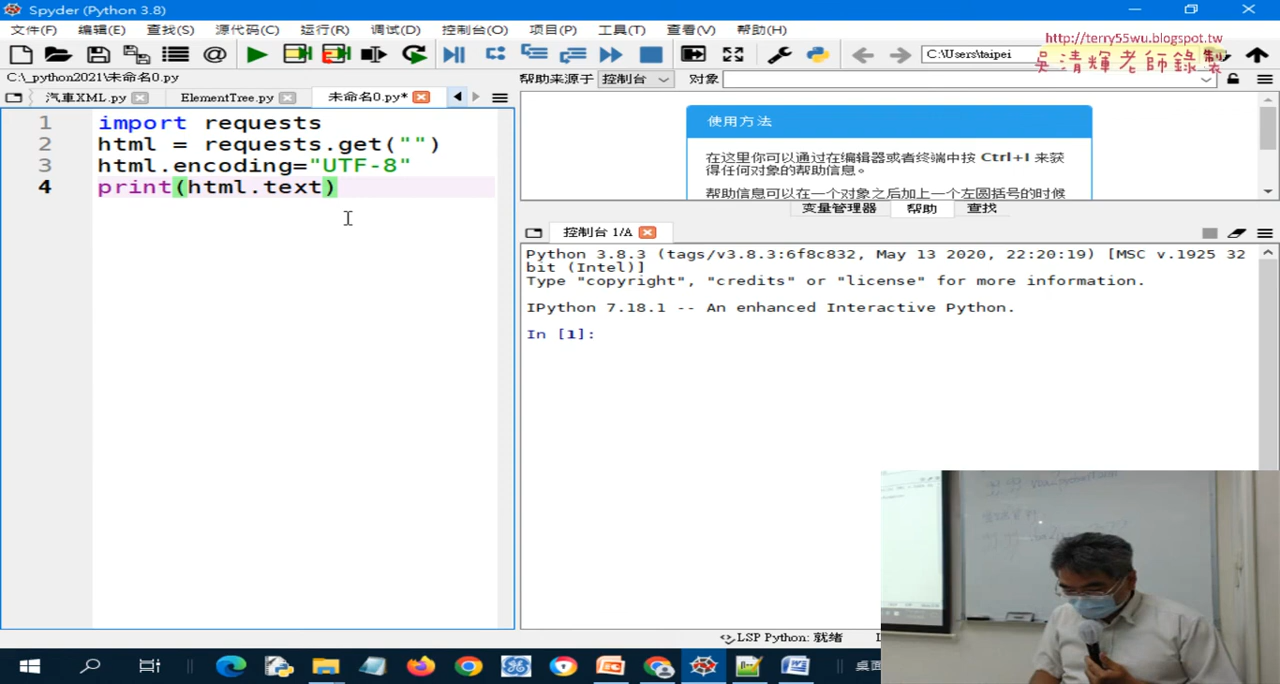 Spyder (Python 3.8)
文件(F) 编辑(E) 查找(S) 源代码(C) 运行(R) 调试(D) 控制台(O) 项目(P) 工具(T) 查看(V) 帮助(H)
http://terry55wu.blogspot.tw
C:\Users\taipei
吳清輝老師錄製
C:\_python2021\未命名0.py
帮助来源于 控制台 对象
汽車XML.py ElementTree.py 未命名0.py*
1 import requests
2 html = requests.get("")
3 html.encoding="UTF-8"
4 print(html.text)
使用方法
在这里你可以通过在编辑器或者终端中按 Ctrl+I 来获
得任何对象的帮助信息。
帮助信息可以在一个对象之后加上一个左圆括号的时候
变量管理器 帮助 查找
控制台 1/A
Python 3.8.3 (tags/v3.8.3:6f8c832, May 13 2020, 22:20:19) [MSC v.1925 32
bit (Intel)]
Type "copyright", "credits" or "license" for more information.
IPython 7.18.1 -- An enhanced Interactive Python.
In [1]:
LSP Python: 就绪
桌面